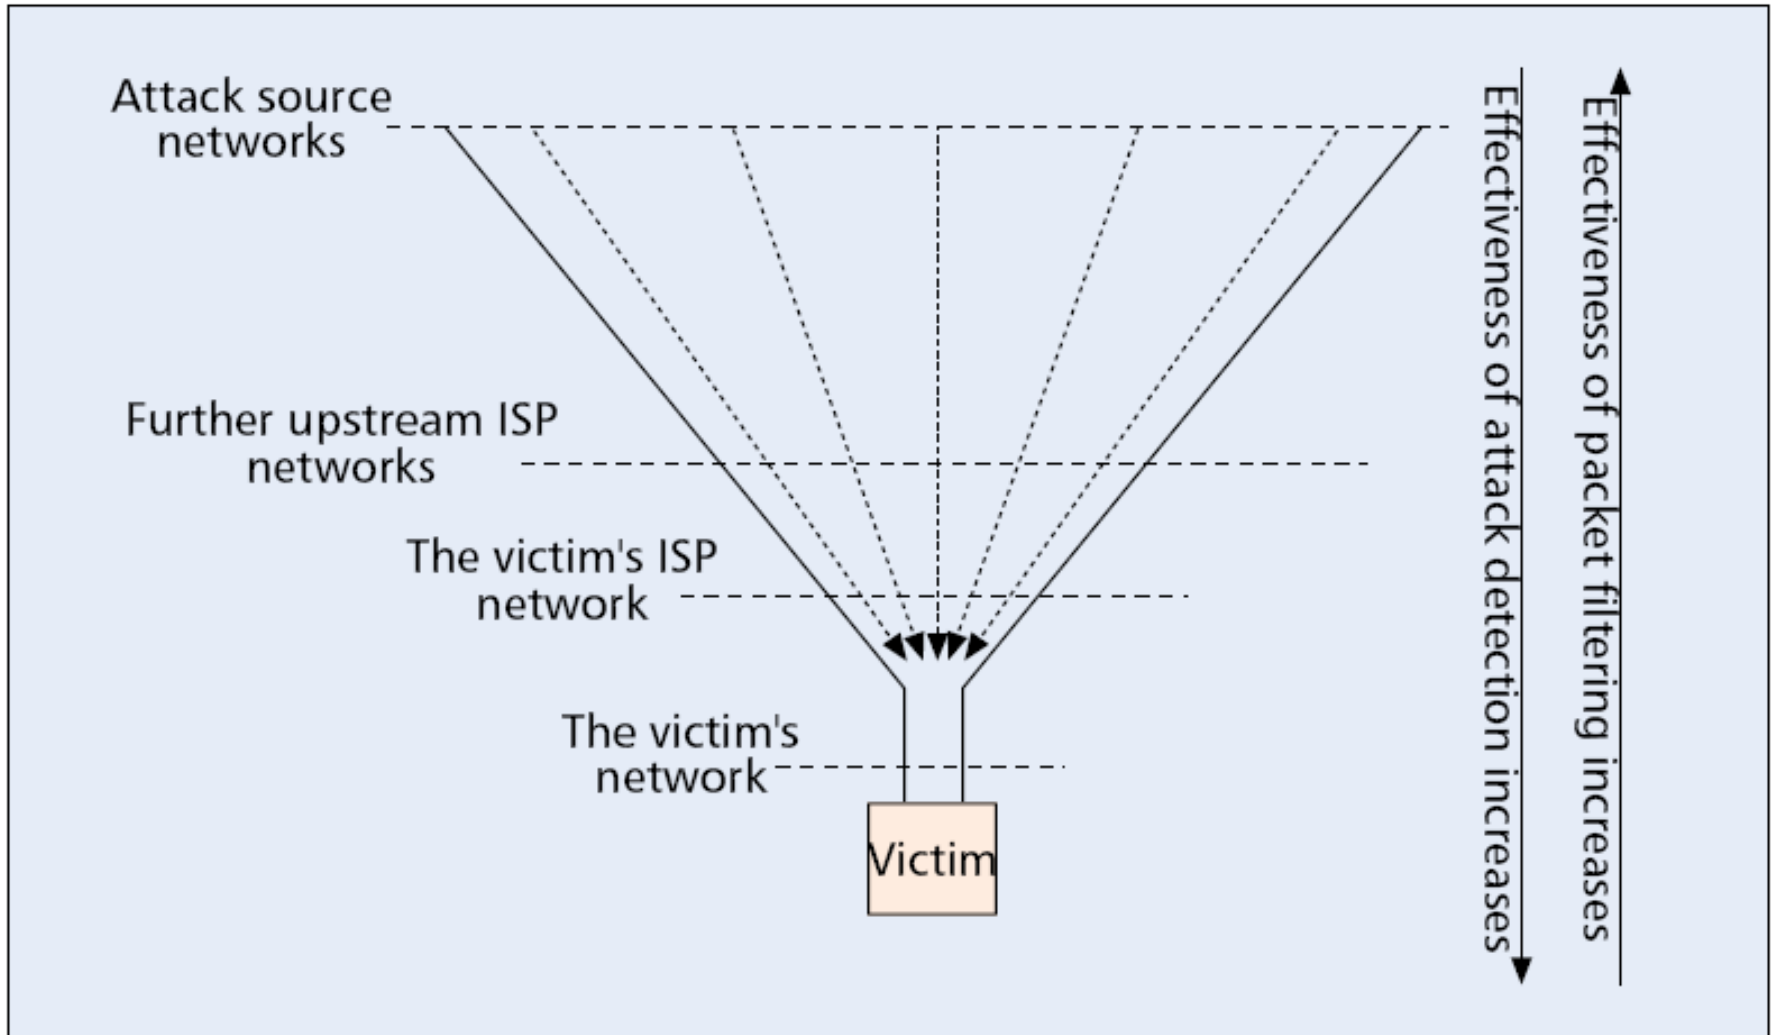 Attack source
networks
Further upstream ISP
networks
The victim's ISP
network
The victim's
network
Victim
Effectiveness of attack detection increases
Effectiveness of packet filtering increases